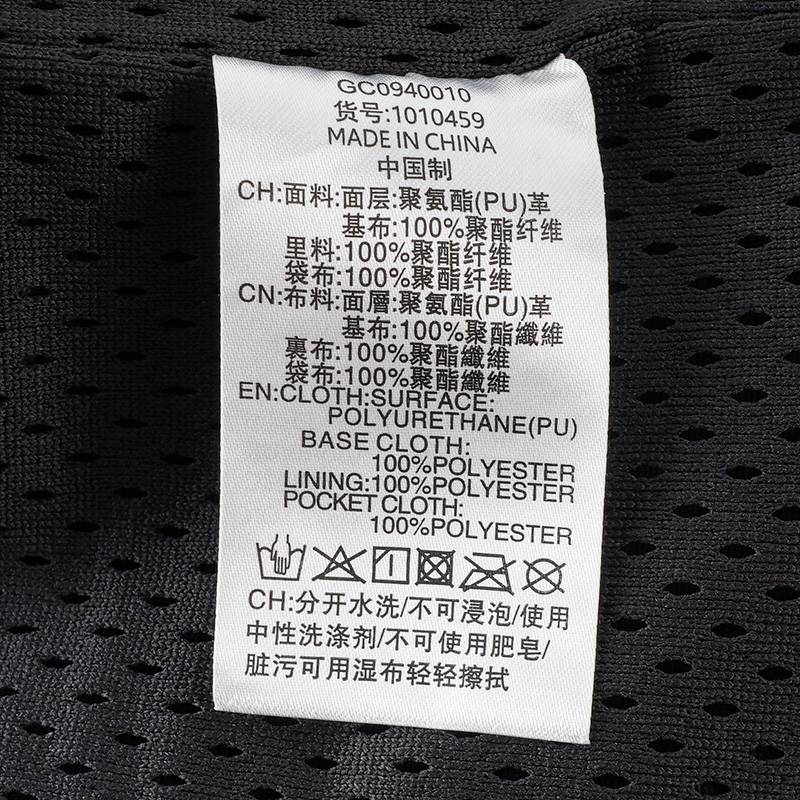 GC0940010
货号:1010459
MADE IN CHINA
中国制
CH:面料:面层:聚氨酯(PU)革
基布:100%聚酯纤维
里料:100%聚酯纤维
袋布:100%聚酯纤维
CN:布料:面層:聚氨酯(PU)革
基布:100%聚酯纖維
裏布:100%聚酯纖維
袋布:100%聚酯纖維
EN:CLOTH:SURFACE:
POLYURETHANE(PU)
BASE CLOTH:
100%POLYESTER
LINING:100%POLYESTER
POCKET CLOTH:
100%POLYESTER
CH:分开水洗/不可浸泡/使用
中性洗涤剂/不可使用肥皂/
脏污可用湿布轻轻擦拭